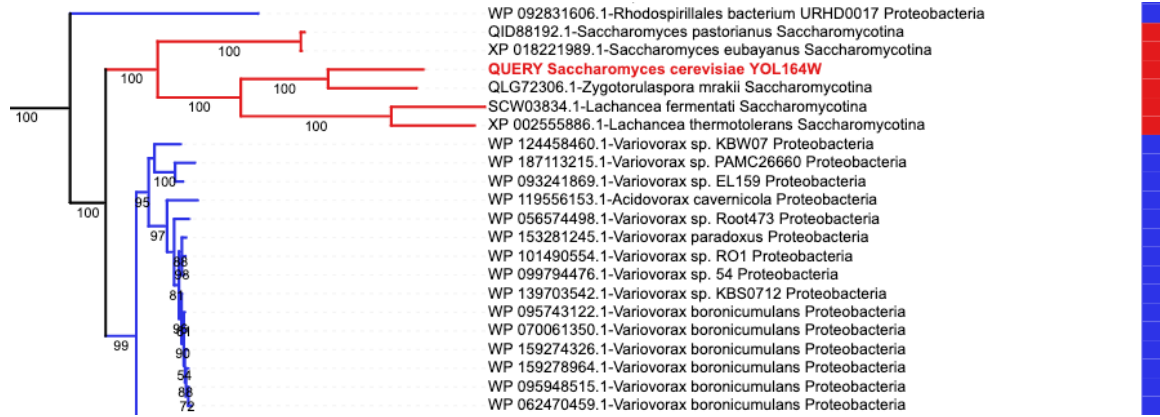 WP 092831606.1-Rhodospirillales bacterium URHD0017 Proteobacteria
QID88192.1-Saccharomyces pastorianus Saccharomycotina
100
XP 018221989.1-Saccharomyces eubayanus Saccharomycotina
100
QUERY Saccharomyces cerevisiae YOL164W
100
QLG72306.1-Zygotorulaspora mrakii Saccharomycotina
100
SCW03834.1-Lachancea fermentati Saccharomycotina
100
100
XP 002555886.1-Lachancea thermotolerans Saccharomycotina
WP 124458460.1-Variovorax sp. KBW07 Proteobacteria
WP 187113215.1-Variovorax sp. PAMC26660 Proteobacteria
100
WP 093241869.1-Variovorax sp. EL159 Proteobacteria
95
WP 119556153.1-Acidovorax cavernicola Proteobacteria
100
WP 056574498.1-Variovorax sp. Root473 Proteobacteria
97
WP 153281245.1-Variovorax paradoxus Proteobacteria
WP 101490554.1-Variovorax sp. RO1 Proteobacteria
98
WP 099794476.1-Variovorax sp. 54 Proteobacteria
81
WP 139703542.1-Variovorax sp. KBS0712 Proteobacteria
WP 095743122.1-Variovorax boronicumulans Proteobacteria
WP 070061350.1-Variovorax boronicumulans Proteobacteria
99
90
WP 159274326.1-Variovorax boronicumulans Proteobacteria
WP 159278964.1-Variovorax boronicumulans Proteobacteria
54
WP 095948515.1-Variovorax boronicumulans Proteobacteria
WP 062470459.1-Variovorax boronicumulans Proteobacteria
72